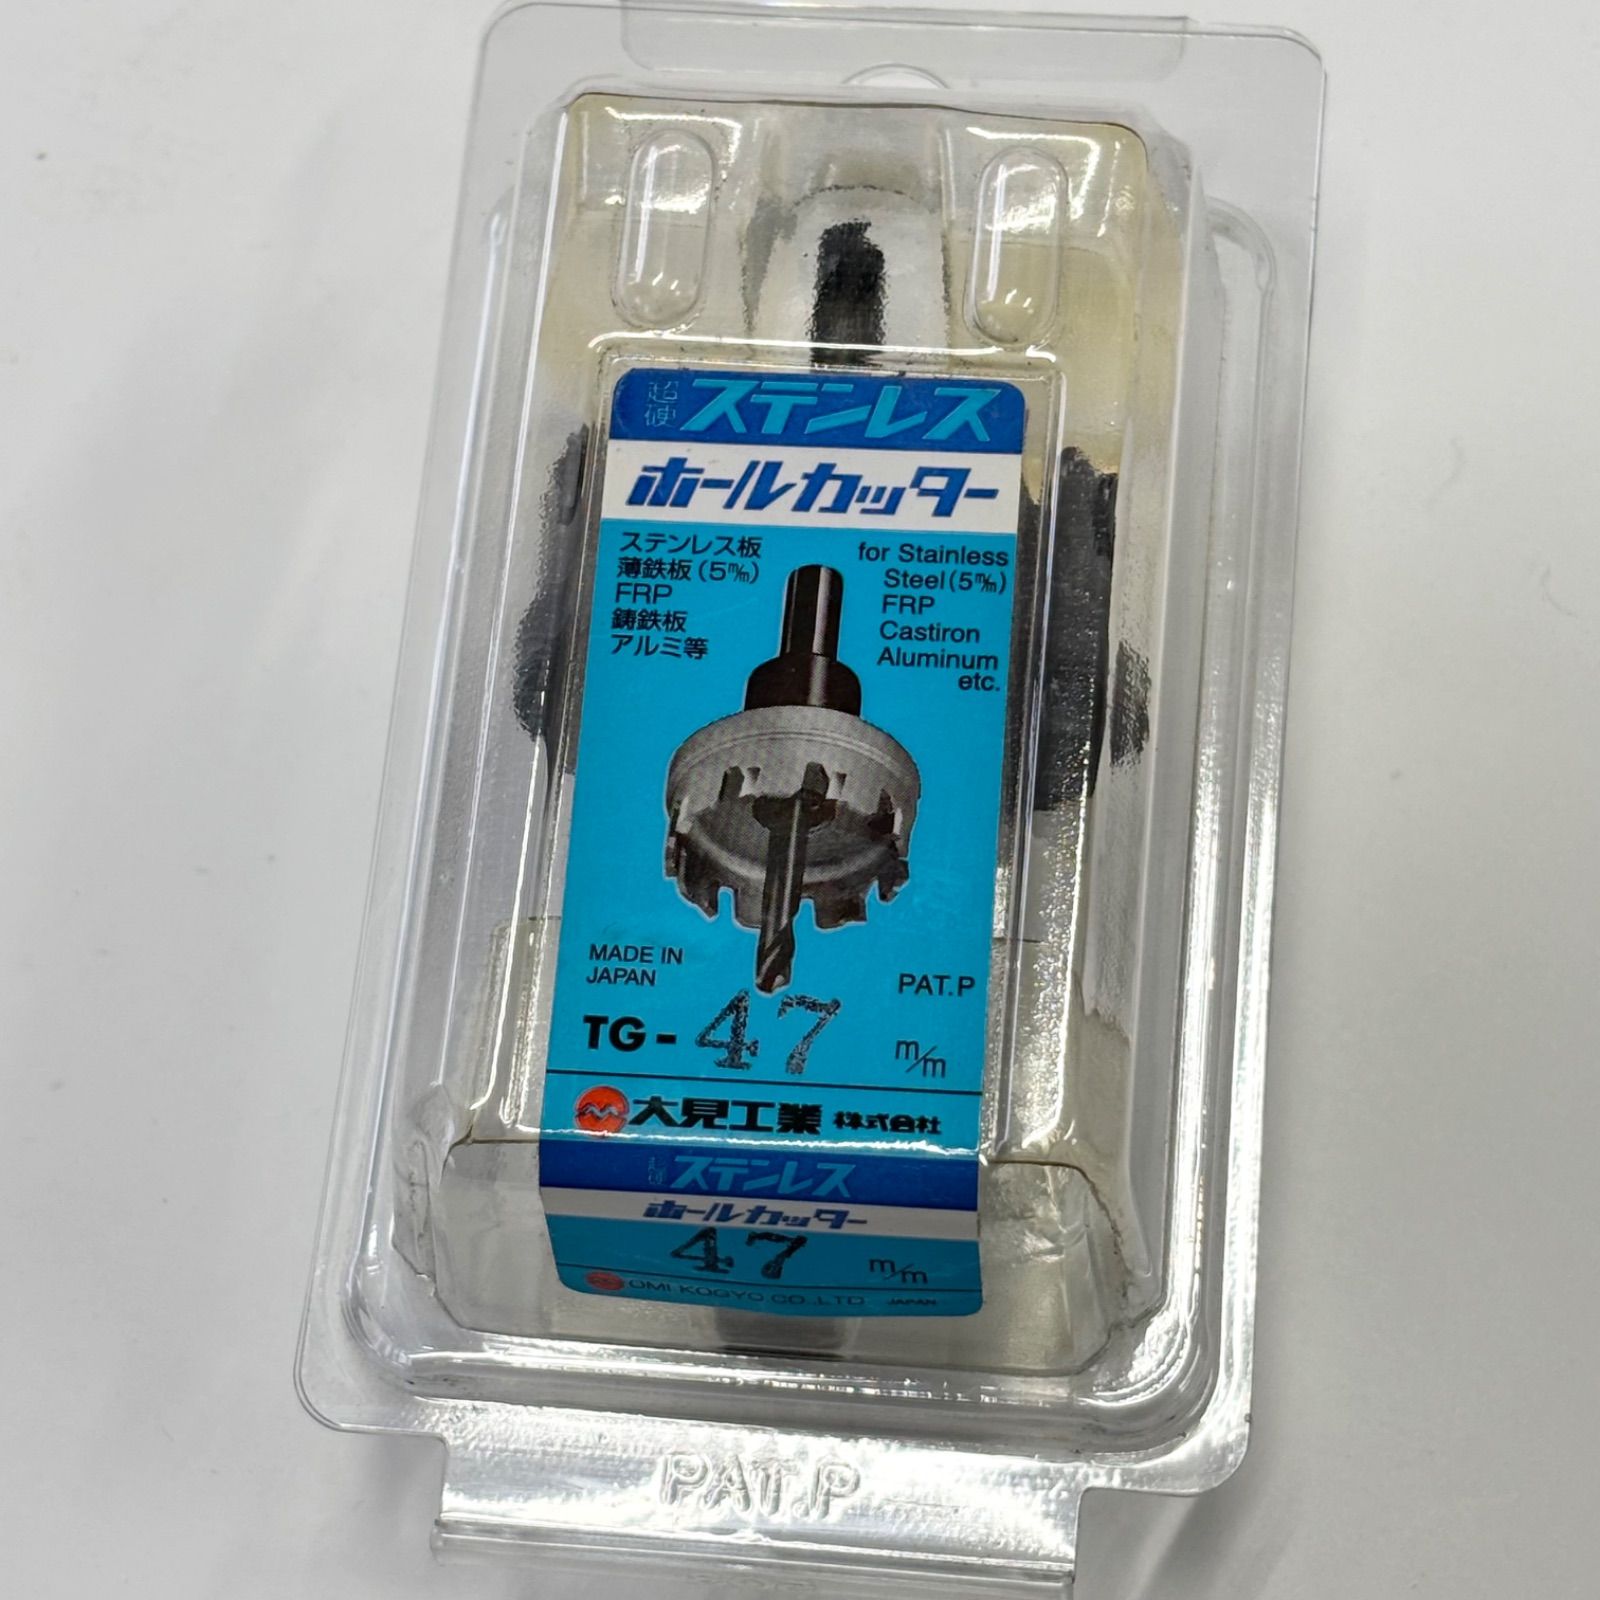 超硬 ステンレス
ホールカッター
ステンレス板
薄鉄板(5㎜)
FRP
鋳鉄板
アルミ等
for Stainless
Steel(5㎜)
FRP
Castiron
Aluminum
etc.
MADE IN
JAPAN
PAT.P
TG-47 m/m
大見工業 株式会社
超硬 ステンレス
ホールカッター
47 m/m
OMI KOGYO CO.,LTD JAPAN
PAT.P